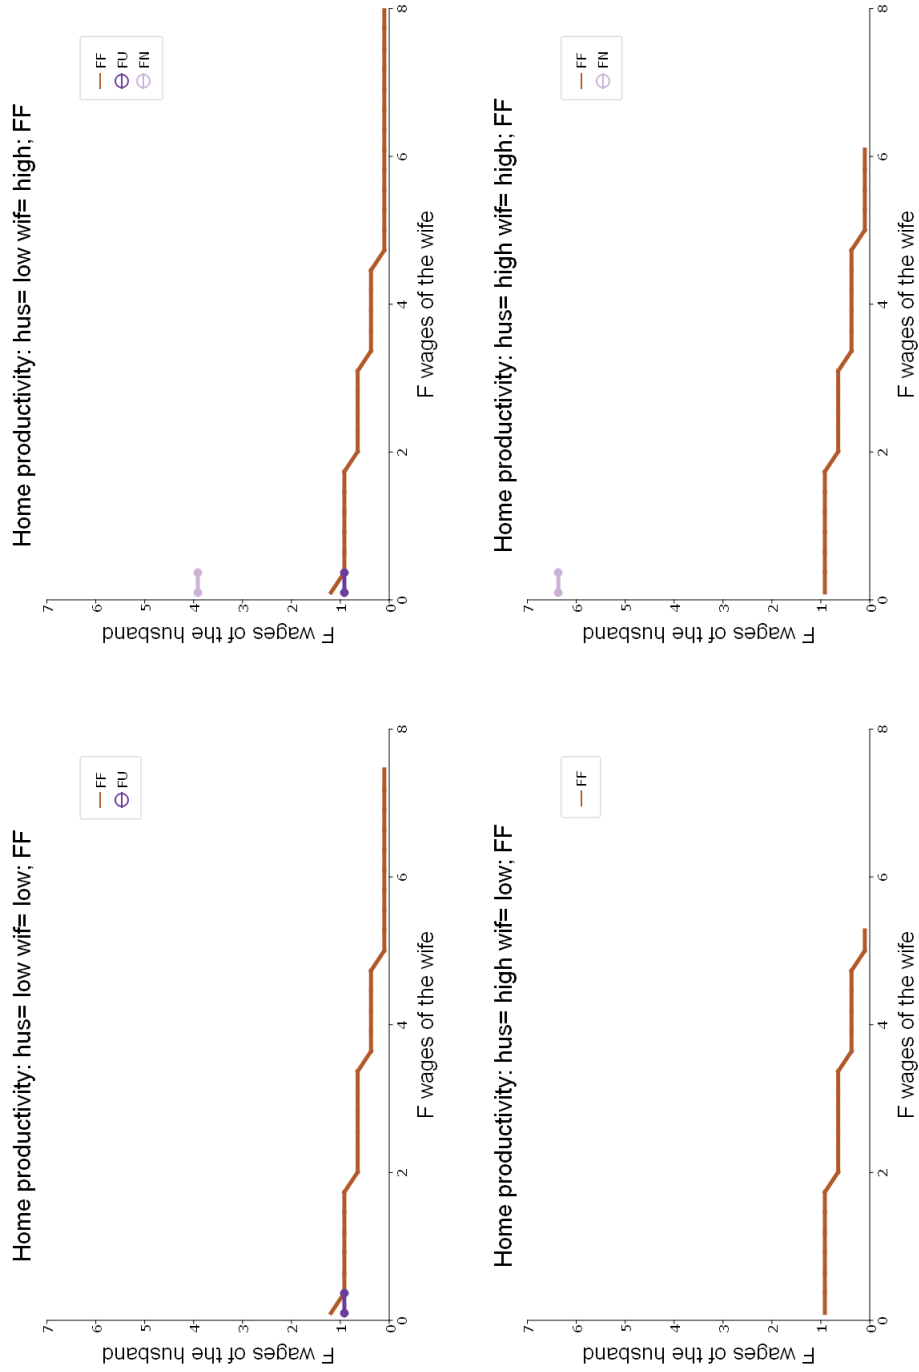 Home productivity: hus= low wif= low; FF
F wages of the husband
7
6
5
4
3
2
1
0
FF
FU
0
2
4
6
8
F wages of the wife
Home productivity: hus= low wif= high; FF
F wages of the husband
7
6
5
4
3
2
1
0
FF
FU
FN
0
2
4
6
8
F wages of the wife
Home productivity: hus= high wif= low; FF
F wages of the husband
7
6
5
4
3
2
1
0
FF
0
2
4
6
8
F wages of the wife
Home productivity: hus= high wif= high; FF
F wages of the husband
7
6
5
4
3
2
1
0
FF
FN
0
2
4
6
8
F wages of the wife